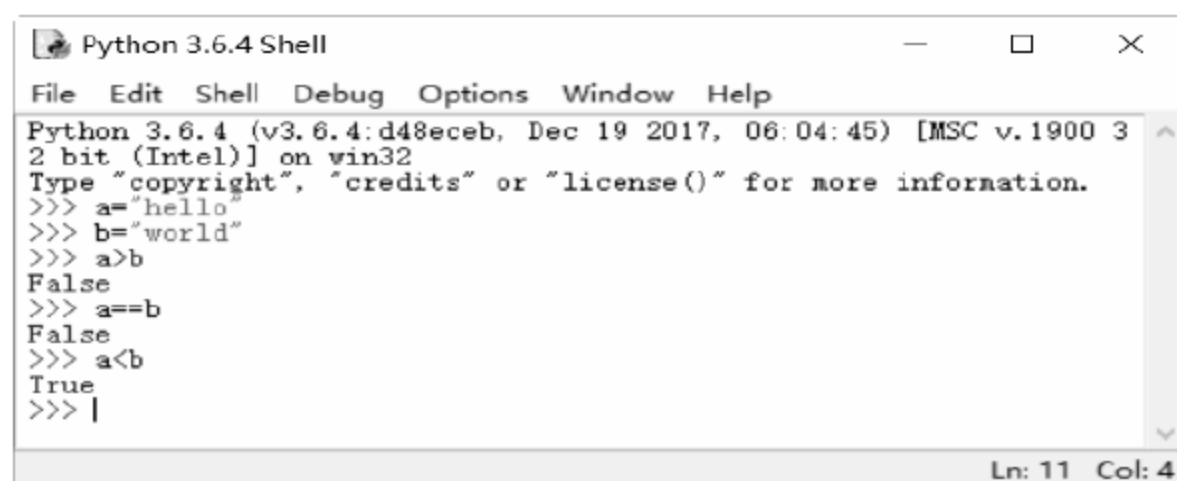 Python 3.6.4 Shell
File Edit Shell Debug Options Window Help
Python 3.6.4 (v3.6.4:d48eceb, Dec 19 2017, 06:04:45) [MSC v.1900 3
2 bit (Intel)] on win32
Type "copyright", "credits" or "license()" for more information.
>>> a="hello"
>>> b="world"
>>> a>b
False
>>> a==b
False
>>> a<b
True
>>>
Ln: 11 Col: 4